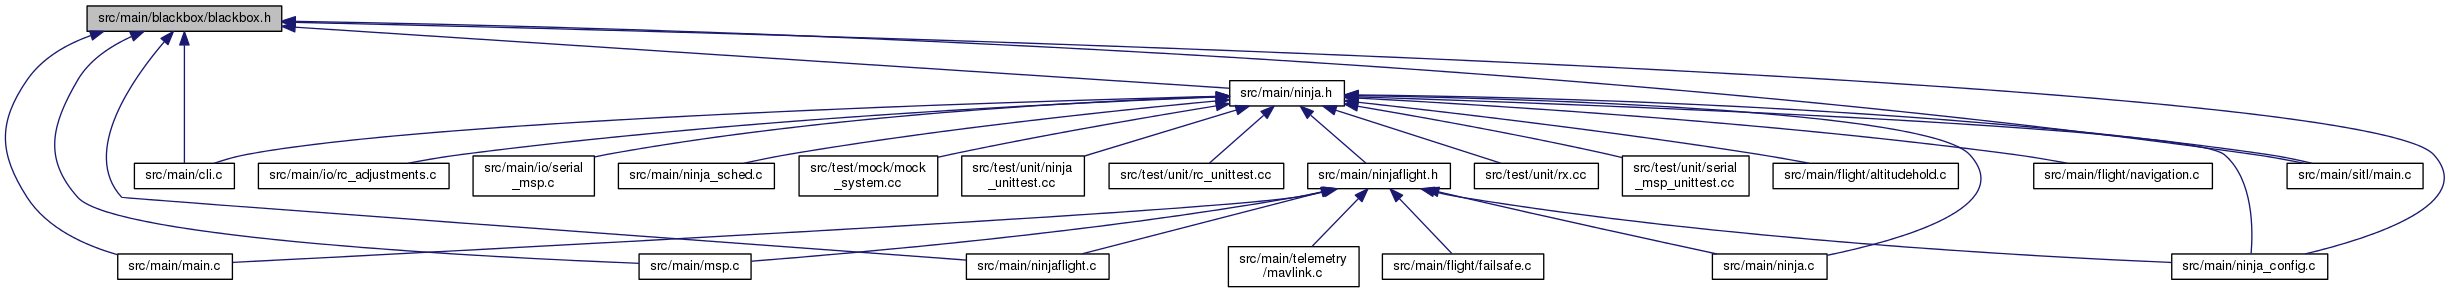 src/main/blackbox/blackbox.h
src/main/ninja.h
src/main/cli.c
src/main/io/rc_adjustments.c
src/main/io/serial
_msp.c
src/main/ninja_sched.c
src/test/mock/mock
_system.cc
src/test/unit/ninja
_unittest.cc
src/test/unit/rc_unittest.cc
src/main/ninjaflight.h
src/test/unit/rx.cc
src/test/unit/serial
_msp_unittest.cc
src/main/flight/altitudehold.c
src/main/flight/navigation.c
src/main/sitl/main.c
src/main/main.c
src/main/msp.c
src/main/ninjaflight.c
src/main/telemetry
/mavlink.c
src/main/flight/failsafe.c
src/main/ninja.c
src/main/ninja_config.c